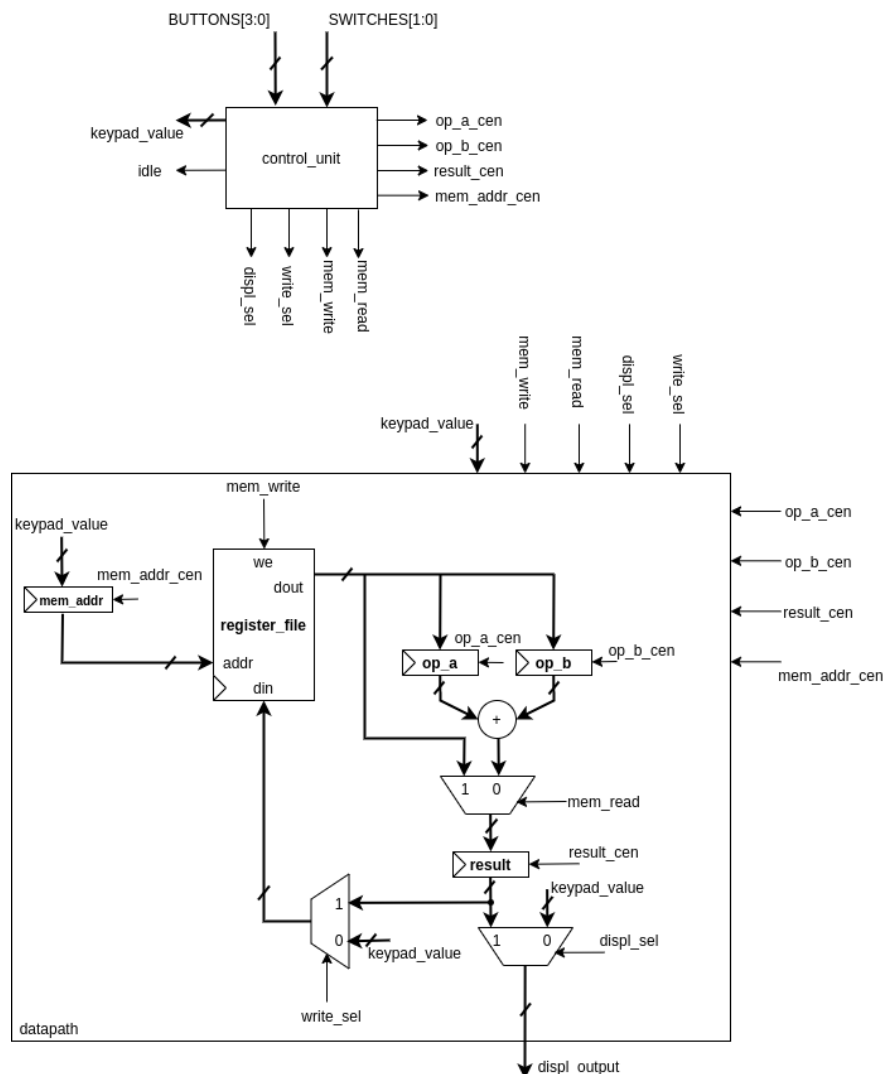 BUTTONS[3:0]
SWITCHES[1:0]
keypad_value
idle
control_unit
op_a_cen
op_b_cen
result_cen
mem_addr_cen
displ_sel
write_sel
mem_write
mem_read
keypad_value
mem_write
mem_read
displ_sel
write_sel
op_a_cen
op_b_cen
result_cen
mem_addr_cen
mem_write
keypad_value
mem_addr_cen
mem_addr
we
dout
register_file
addr
din
op_a_cen
op_a
op_b_cen
op_b
+
1 0
mem_read
result_cen
result
keypad_value
1
0
keypad_value
write_sel
1 0
displ_sel
datapath
displ_output